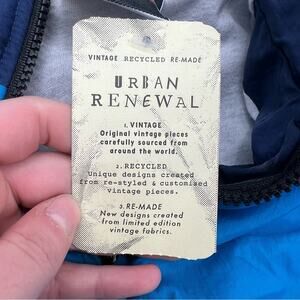 VINTAGE RECYCLED RE-MADE
URBAN
RENEWAL
1. VINTAGE
Original vintage pieces
carefully sourced from
around the world.
2. RECYCLED
Unique designs created
from re-styled & customised
vintage pieces.
3. RE-MADE
New designs created
from limited edition
vintage fabrics.